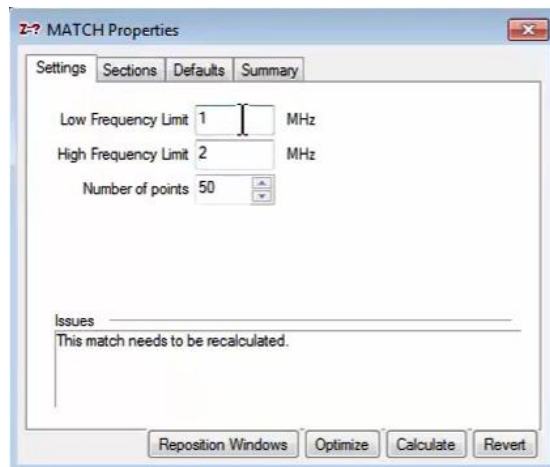 Z=? MATCH Properties
Settings Sections Defaults Summary
Low Frequency Limit 1 MHz
High Frequency Limit 2 MHz
Number of points 50
Issues
This match needs to be recalculated.
Reposition Windows Optimize Calculate Revert